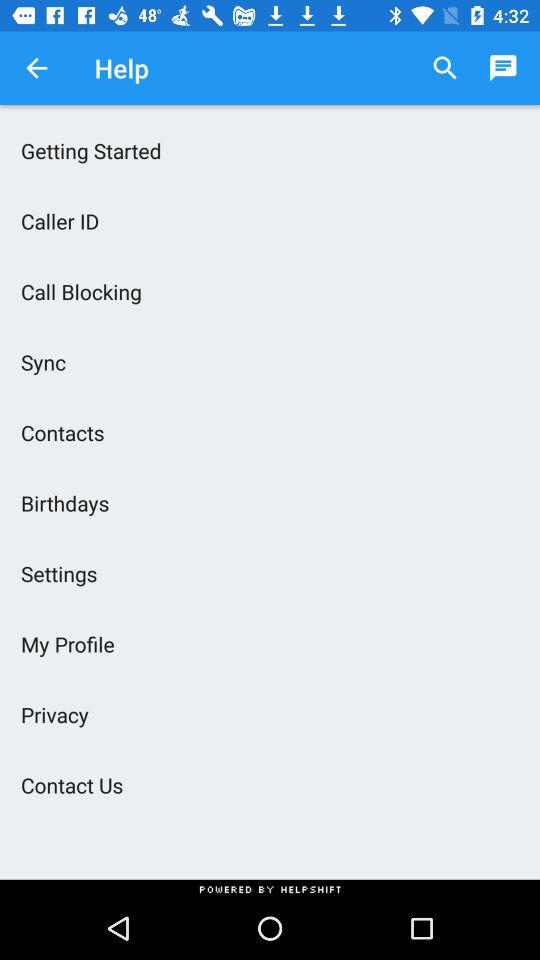 48° 4:32
Help
Getting Started
Caller ID
Call Blocking
Sync
Contacts
Birthdays
Settings
My Profile
Privacy
Contact Us
POWERED BY HELPSHIFT